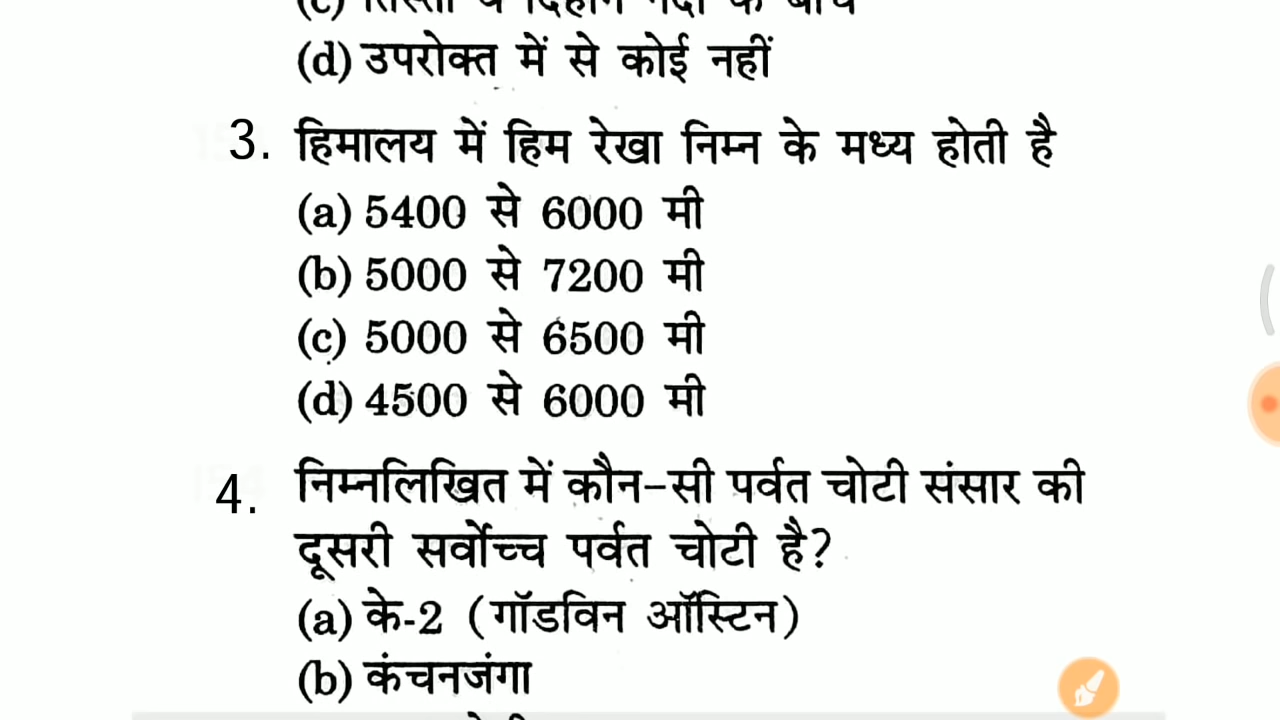 (c) तिस्ता व दिहांग नदी के बीच
(d) उपरोक्त में से कोई नहीं
3. हिमालय में हिम रेखा निम्न के मध्य होती है
(a) 5400 से 6000 मी
(b) 5000 से 7200 मी
(c) 5000 से 6500 मी
(d) 4500 से 6000 मी
4. निम्नलिखित में कौन-सी पर्वत चोटी संसार की
दूसरी सर्वोच्च पर्वत चोटी है?
(a) के-2 (गॉडविन ऑस्टिन)
(b) कंचनजंगा